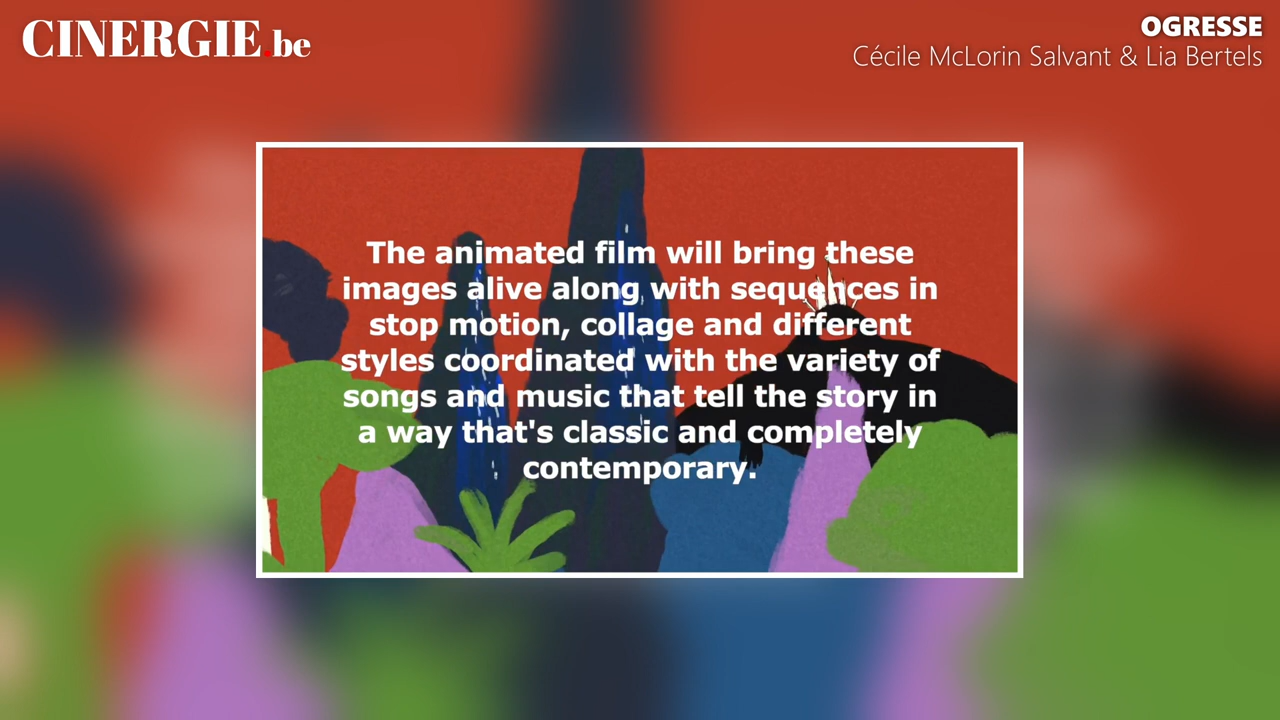 CINERGIE.be
OGRESSE
Cécile McLorin Salvant & Lia Bertels
The animated film will bring these
images alive along with sequences in
stop motion, collage and different
styles coordinated with the variety of
songs and music that tell the story in
a way that's classic and completely
contemporary.